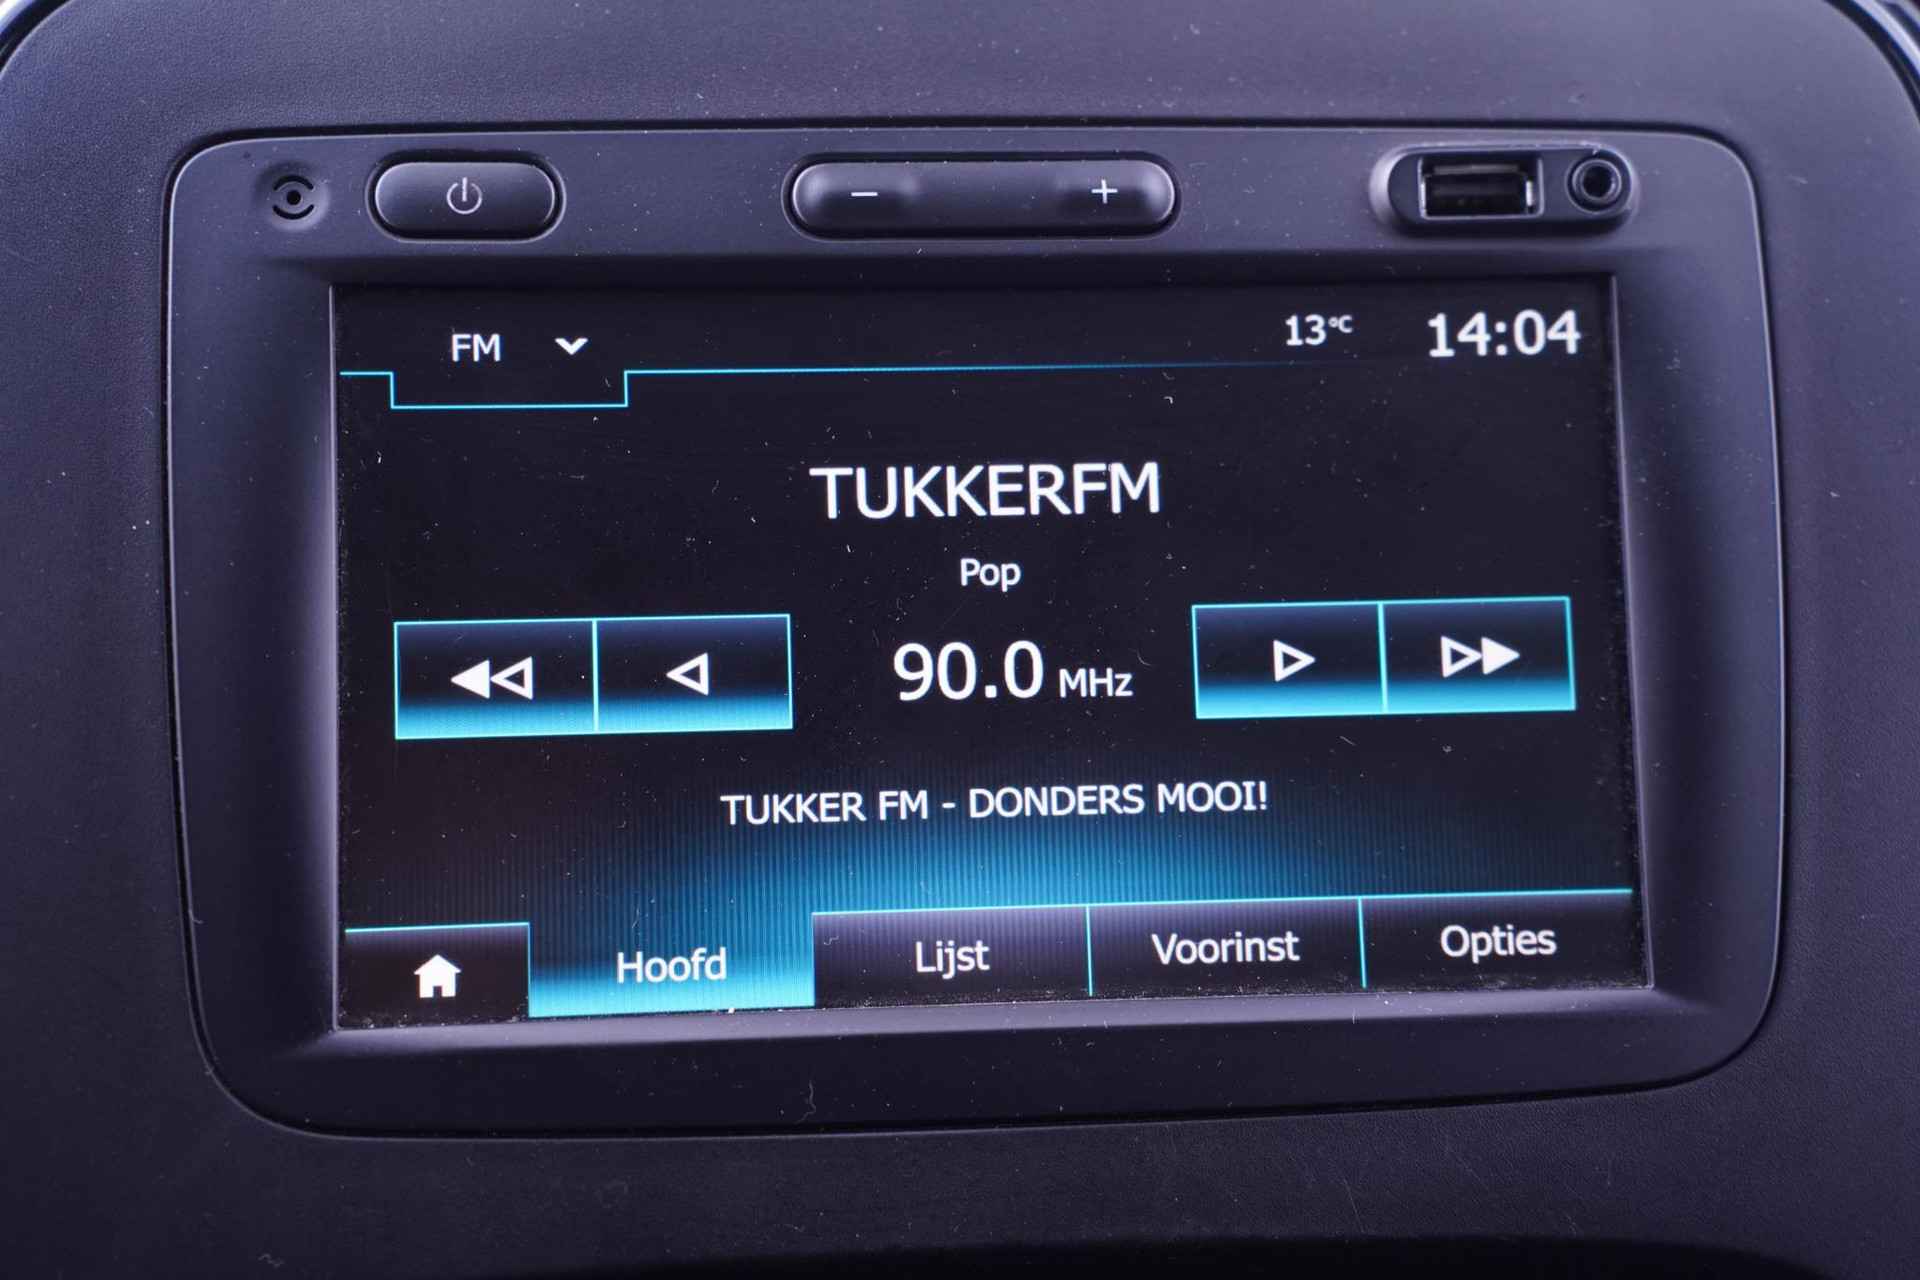 FM
13°C 14:04
TUKKERFM
Pop
90.0 MHz
TUKKER FM - DONDERS MOOI!
Hoofd Lijst Voorinst Opties